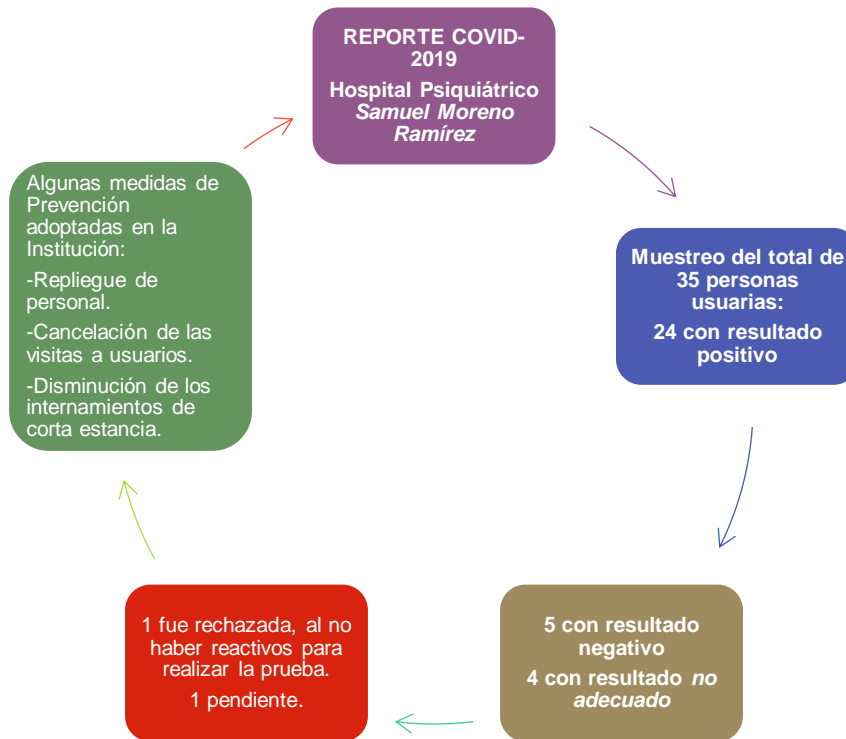 REPORTE COVID-
2019
Hospital Psiquiátrico
Samuel Moreno
Ramírez
Muestreo del total de
35 personas
usuarias:
24 con resultado
positivo
5 con resultado
negativo
4 con resultado no
adecuado
1 fue rechazada, al no
haber reactivos para
realizar la prueba.
1 pendiente.
Algunas medidas de
Prevención
adoptadas en la
Institución:
-Repliegue de
personal.
-Cancelación de las
visitas a usuarios.
-Disminución de los
internamientos de
corta estancia.